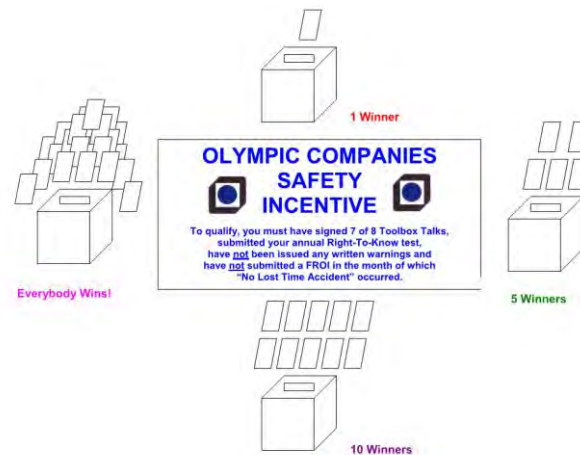 1 Winner
OLYMPIC COMPANIES
SAFETY
INCENTIVE
To qualify, you must have signed 7 of 8 Toolbox Talks,
submitted your annual Right-To-Know test,
have not been issued any written warnings and
have not submitted a FROI in the month of which
“No Lost Time Accident” occurred.
Everybody Wins!
5 Winners
10 Winners